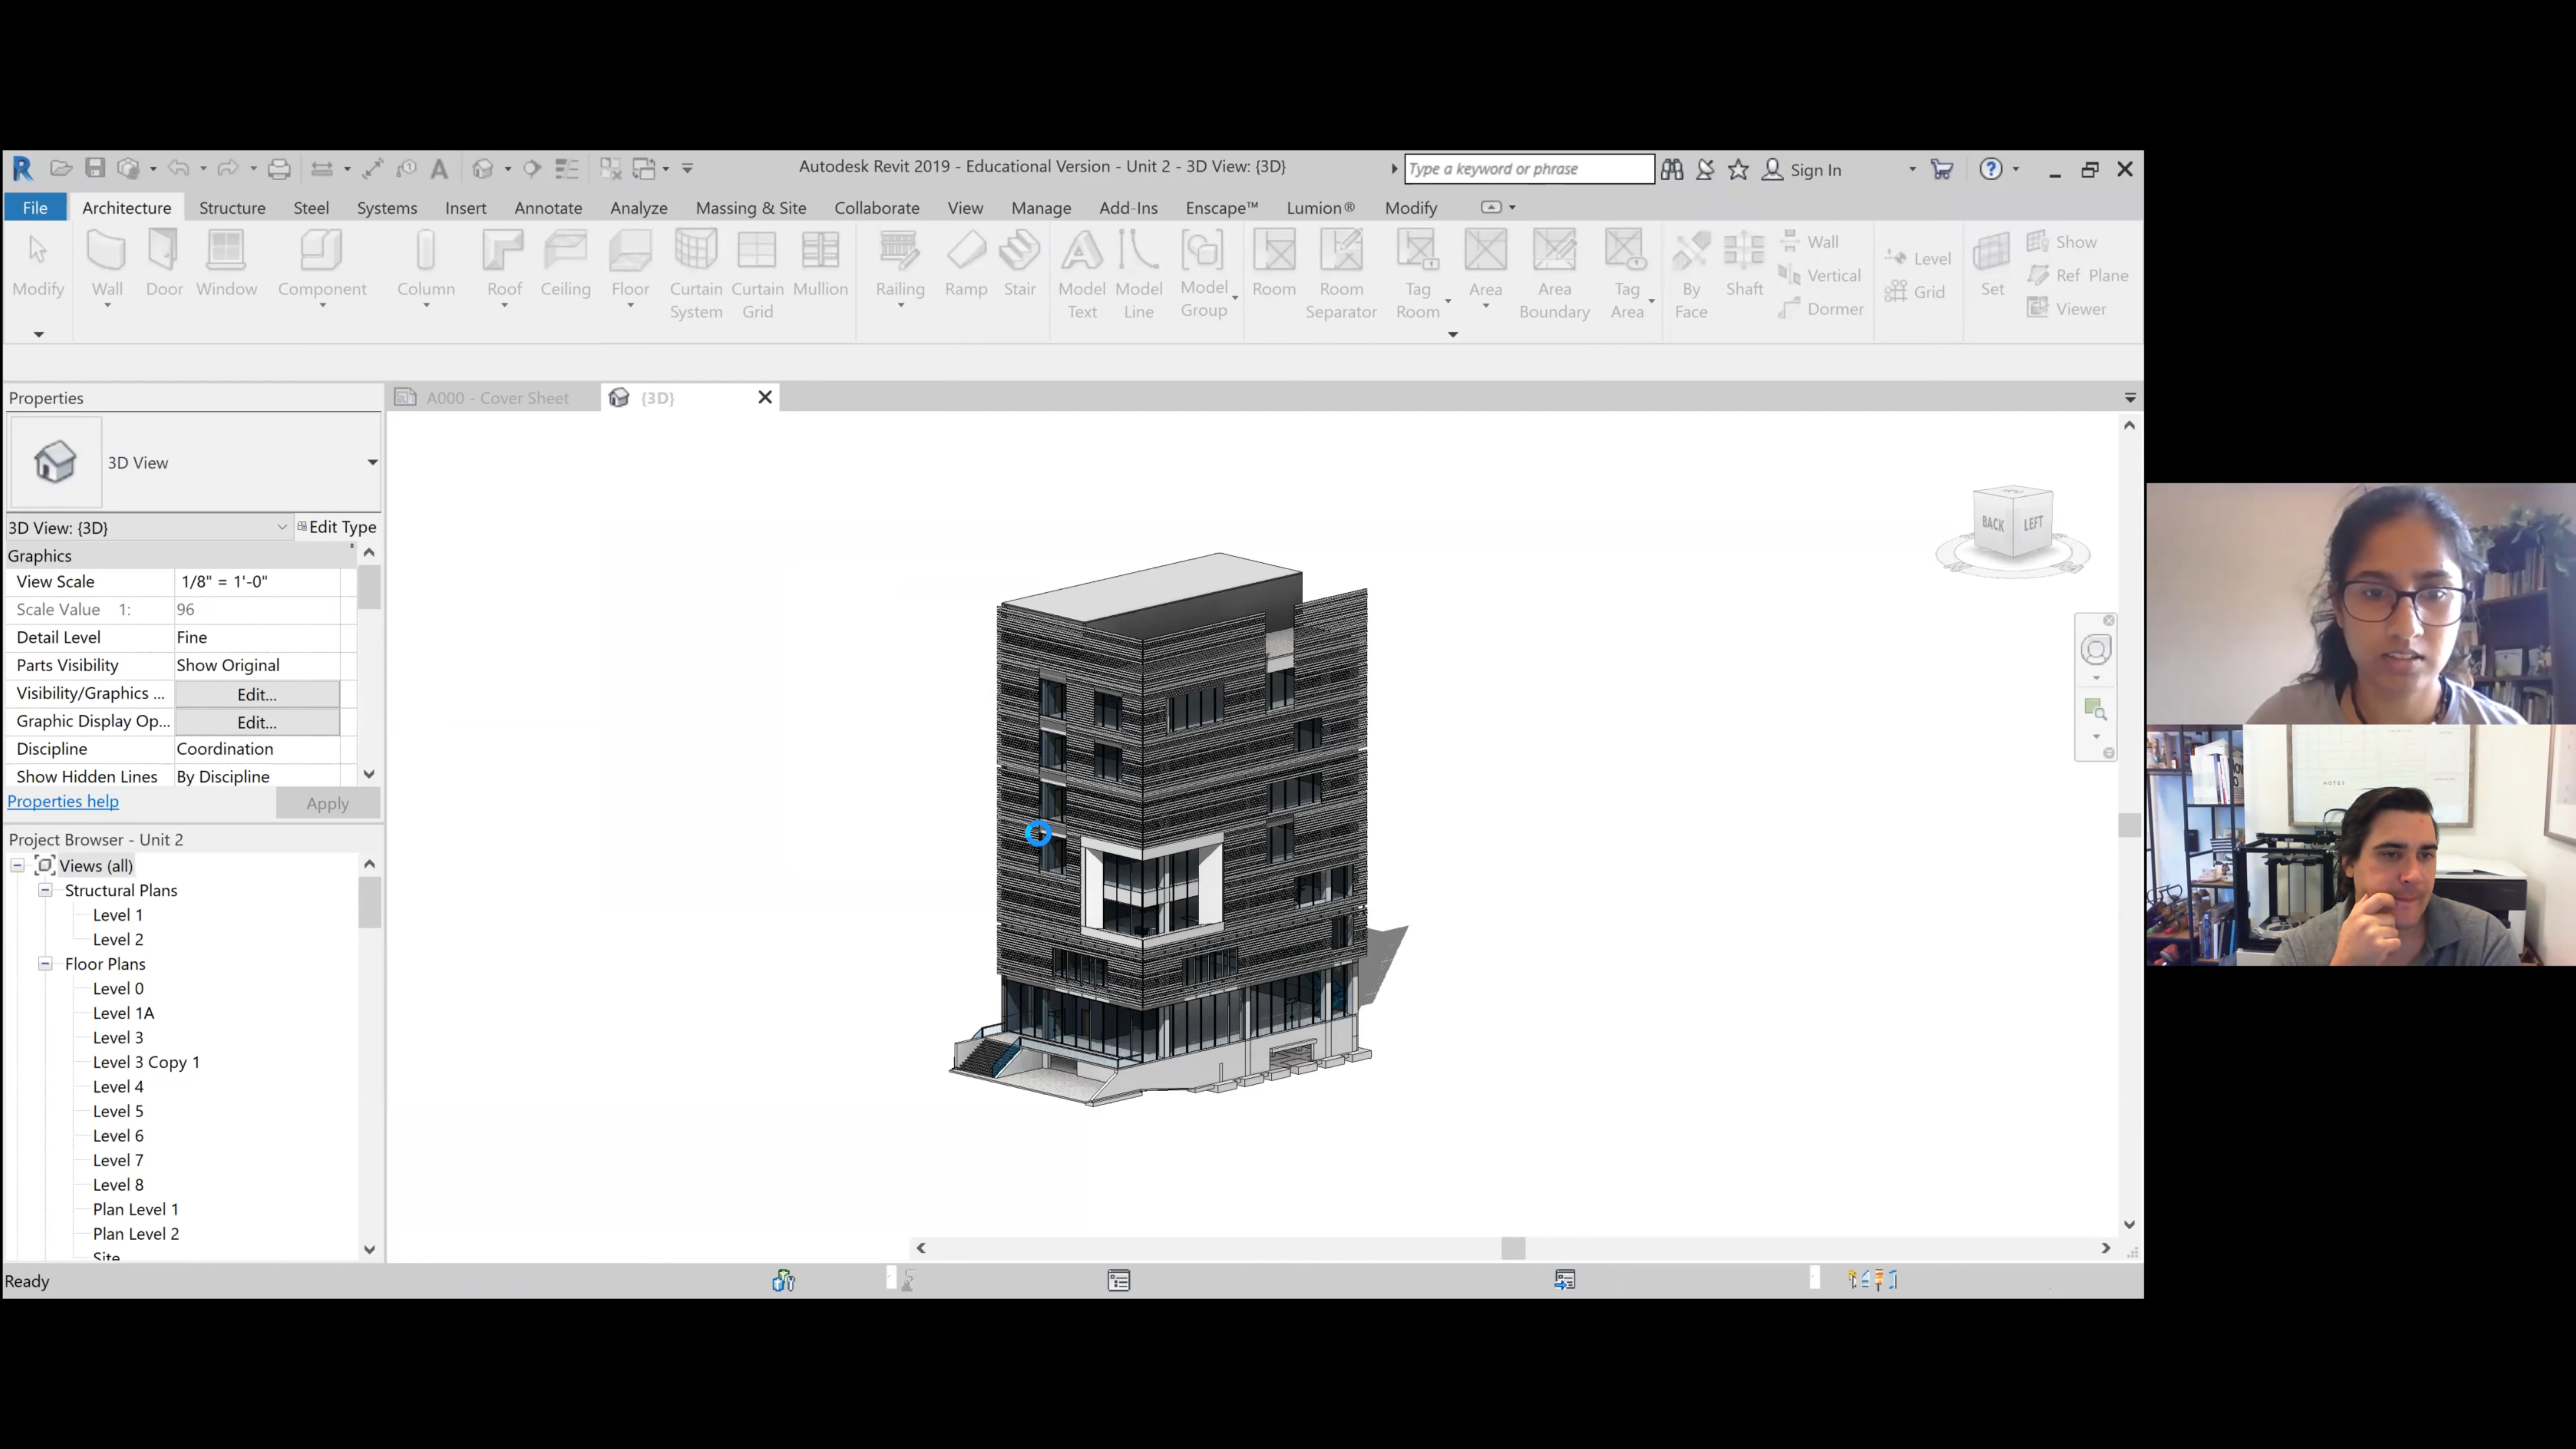 Autodesk Revit 2019 - Educational Version - Unit 2 - 3D View: {3D}
Type a keyword or phrase
Sign In
File Architecture Structure Steel Systems Insert Annotate Analyze Massing & Site Collaborate View Manage Add-Ins Enscape™ Lumion® Modify
Modify
Wall
Door
Window
Component
Column
Roof
Ceiling
Floor
Curtain System
Curtain Grid
Mullion
Railing
Ramp
Stair
Model Text
Model Line
Model Group
Room
Room Separator
Tag Room
Area
Area Boundary
Tag Area
By Face
Shaft
Wall
Vertical
Dormer
Level
Grid
Set
Show
Ref Plane
Viewer
Properties
A000 - Cover Sheet
{3D}
3D View
3D View: {3D}
Edit Type
Graphics
View Scale 1/8" = 1'-0"
Scale Value 1: 96
Detail Level Fine
Parts Visibility Show Original
Visibility/Graphics ... Edit...
Graphic Display Op... Edit...
Discipline Coordination
Show Hidden Lines By Discipline
Properties help
Apply
Project Browser - Unit 2
Views (all)
Structural Plans
Level 1
Level 2
Floor Plans
Level 0
Level 1A
Level 3
Level 3 Copy 1
Level 4
Level 5
Level 6
Level 7
Level 8
Plan Level 1
Plan Level 2
Site
Ready
BACK
LEFT
NOTES